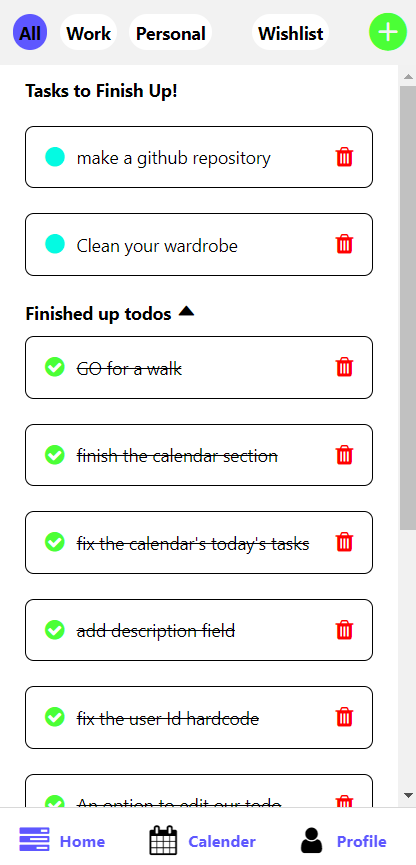 All Work Personal Wishlist
Tasks to Finish Up!
make a github repository
Clean your wardrobe
Finished up todos
GO for a walk
finish the calendar section
fix the calendar's today's tasks
add description field
fix the user Id hardcode
An option to edit our todo
Home Calender Profile